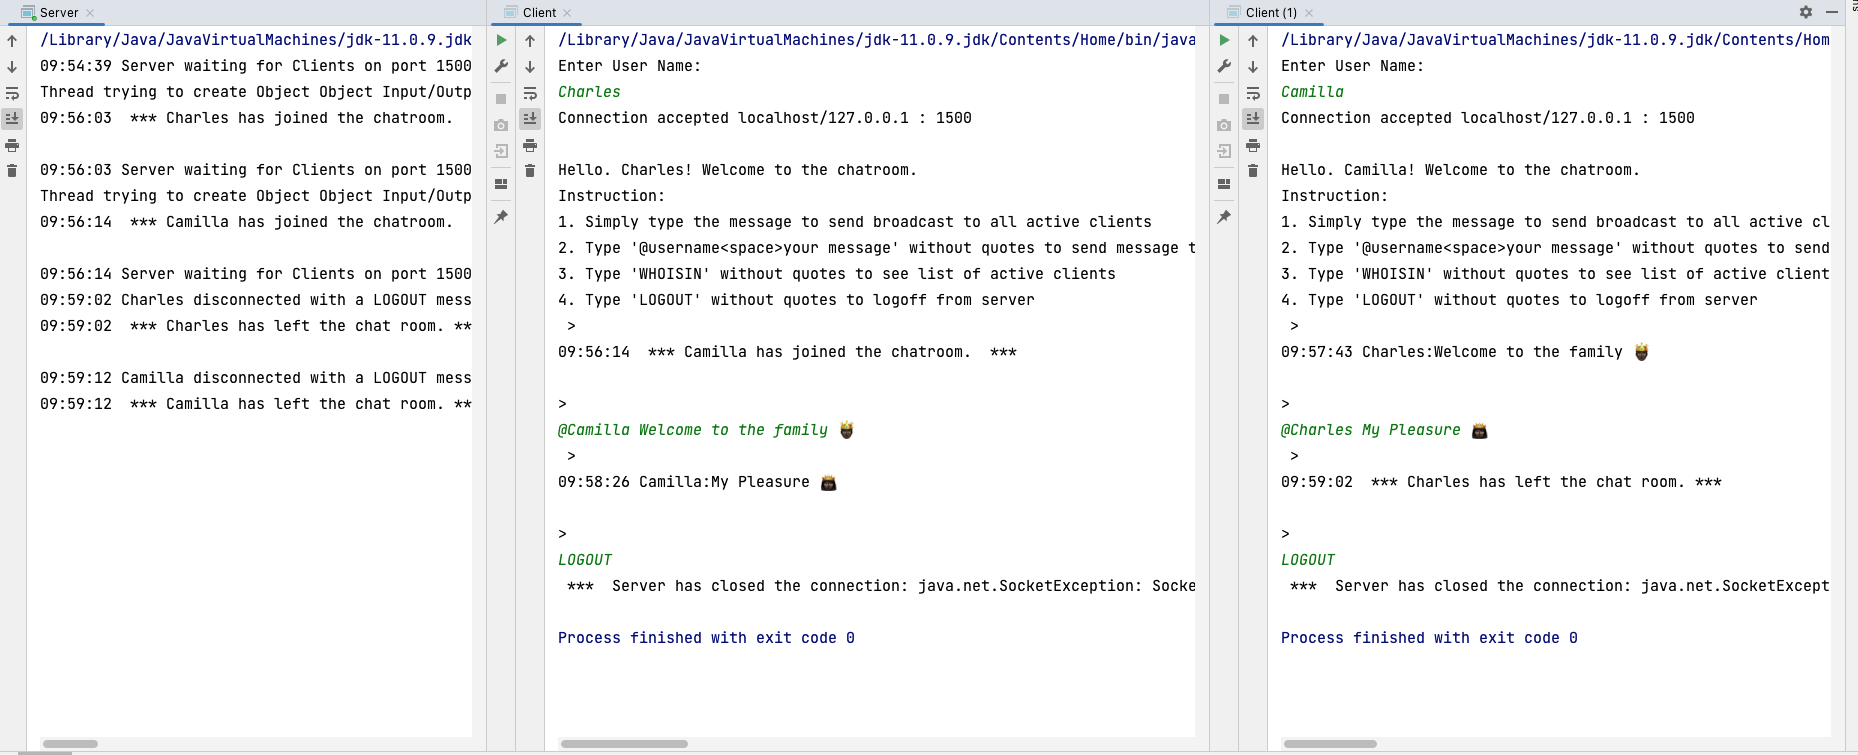 Server
/Library/Java/JavaVirtualMachines/jdk-11.0.9.jdk
09:54:39 Server waiting for Clients on port 1500
Thread trying to create Object Object Input/Outp
09:56:03  *** Charles has joined the chatroom.
09:56:03 Server waiting for Clients on port 1500
Thread trying to create Object Object Input/Outp
09:56:14  *** Camilla has joined the chatroom.
09:56:14 Server waiting for Clients on port 1500
09:59:02 Charles disconnected with a LOGOUT mess
09:59:02  *** Charles has left the chat room. **
09:59:12 Camilla disconnected with a LOGOUT mess
09:59:12  *** Camilla has left the chat room. **
Client
/Library/Java/JavaVirtualMachines/jdk-11.0.9.jdk/Contents/Home/bin/java
Enter User Name:
Charles
Connection accepted localhost/127.0.0.1 : 1500
Hello. Charles! Welcome to the chatroom.
Instruction:
1. Simply type the message to send broadcast to all active clients
2. Type '@username<space>your message' without quotes to send message t
3. Type 'WHOISIN' without quotes to see list of active clients
4. Type 'LOGOUT' without quotes to logoff from server
>
09:56:14  *** Camilla has joined the chatroom.  ***
>
@Camilla Welcome to the family 🤴🏿
>
09:58:26 Camilla:My Pleasure 👸🏿
>
LOGOUT
***  Server has closed the connection: java.net.SocketException: Socke
Process finished with exit code 0
Client (1)
/Library/Java/JavaVirtualMachines/jdk-11.0.9.jdk/Contents/Hom
Enter User Name:
Camilla
Connection accepted localhost/127.0.0.1 : 1500
Hello. Camilla! Welcome to the chatroom.
Instruction:
1. Simply type the message to send broadcast to all active cl
2. Type '@username<space>your message' without quotes to send
3. Type 'WHOISIN' without quotes to see list of active client
4. Type 'LOGOUT' without quotes to logoff from server
>
09:57:43 Charles:Welcome to the family 🤴🏿
>
@Charles My Pleasure 👸🏿
>
09:59:02  *** Charles has left the chat room. ***
>
LOGOUT
***  Server has closed the connection: java.net.SocketExcept
Process finished with exit code 0